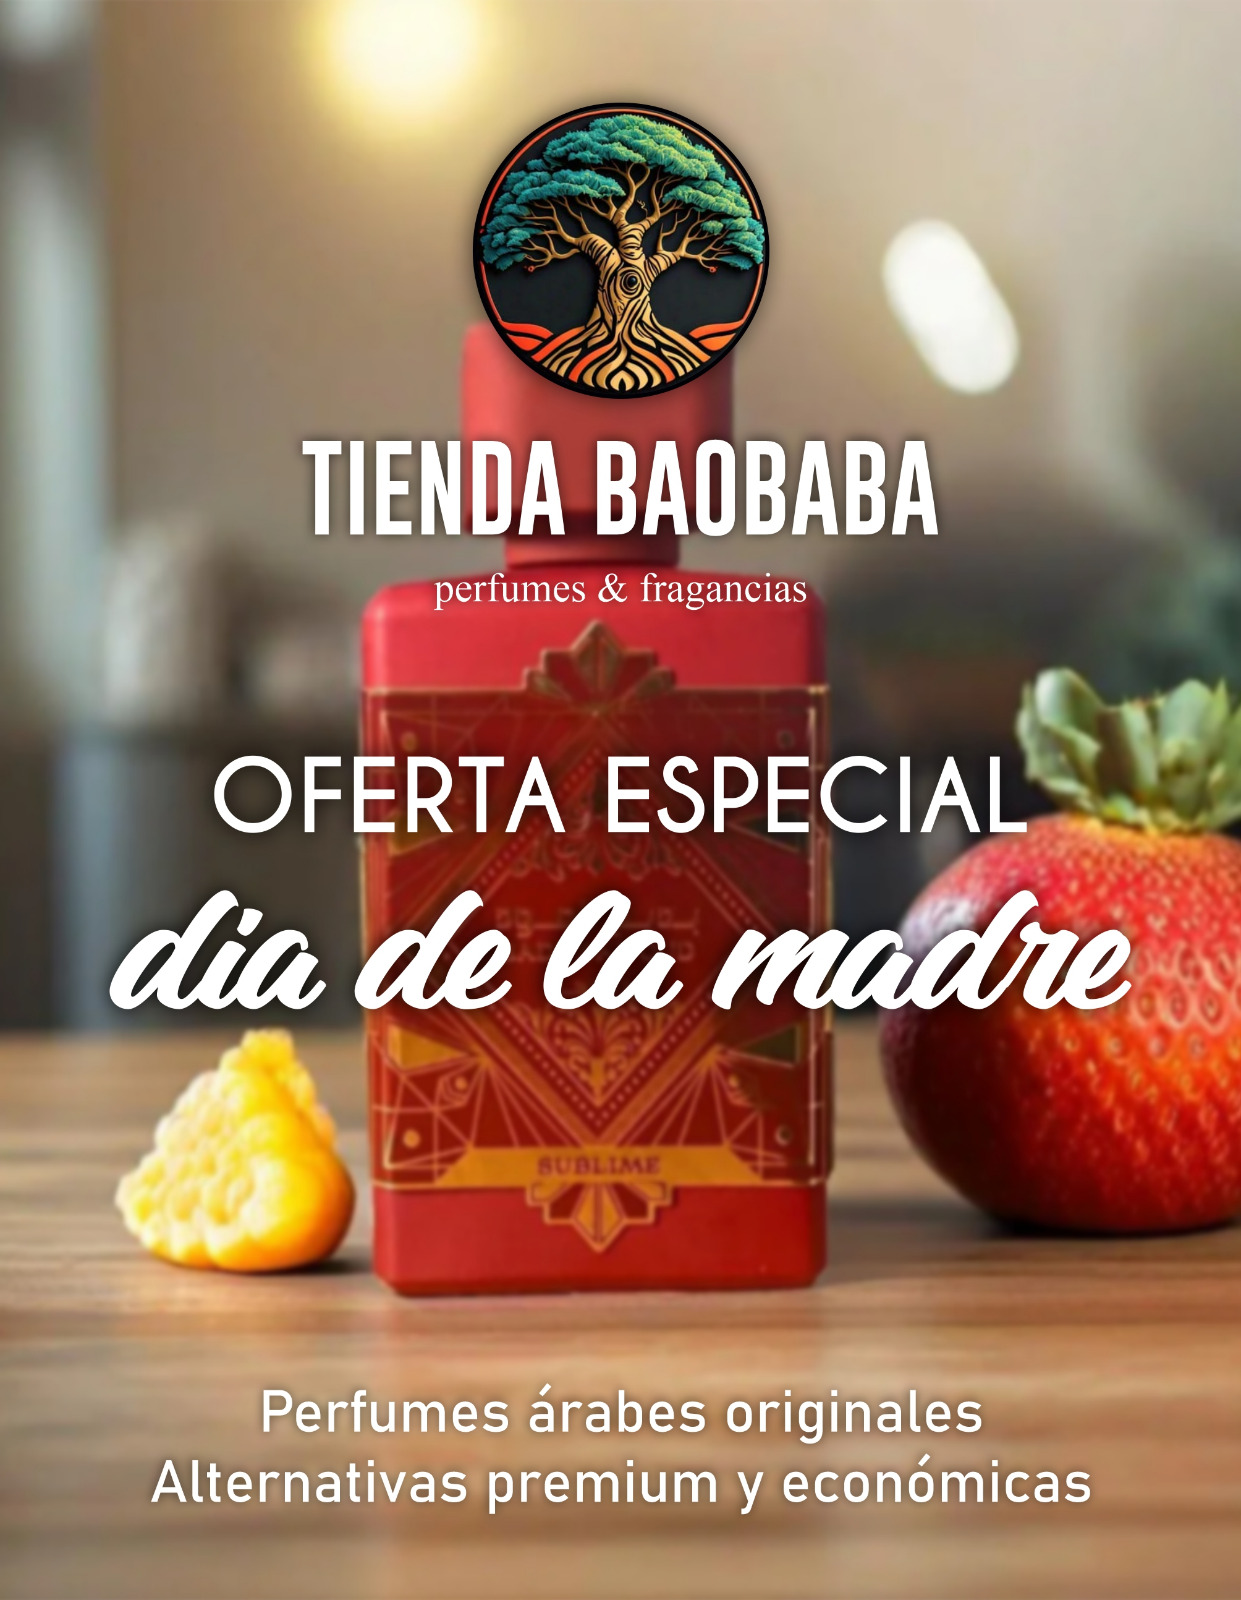 TIENDA BAOBABA
perfumes & fragancias
OFERTA ESPECIAL
dia de la madre
SUBLIME
Perfumes árabes originales
Alternativas premium y económicas